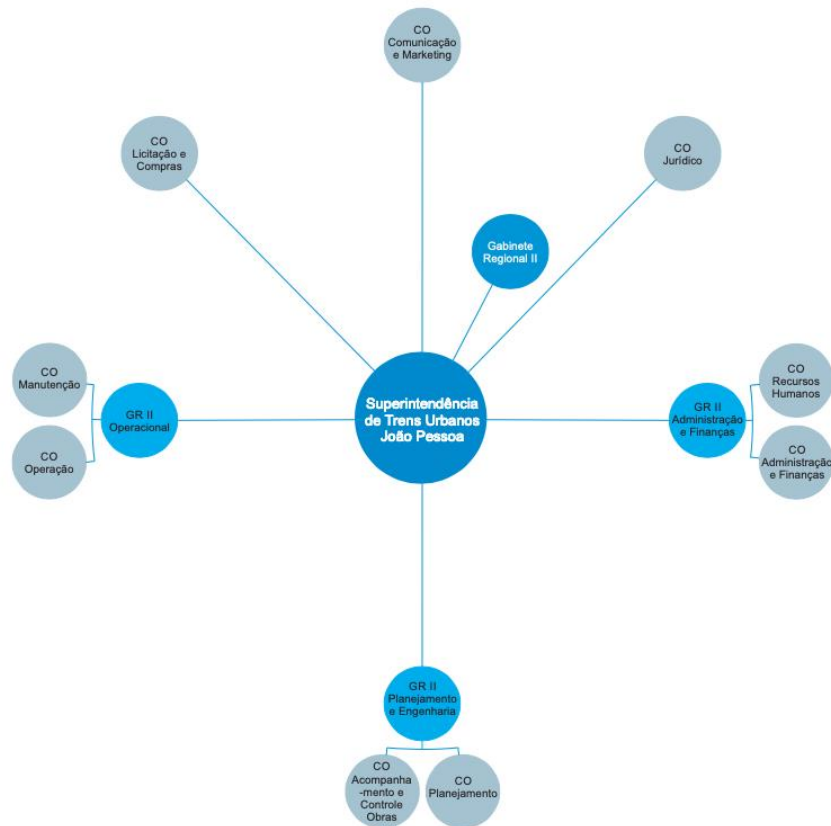 CO
Comunicação
e Marketing
CO
Licitação e
Compras
CO
Jurídico
Gabinete
Regional II
CO
Manutenção
GR II
Operacional
CO
Operação
Superintendência
de Trens Urbanos
João Pessoa
GR II
Administração
e Finanças
CO
Recursos
Humanos
CO
Administração
e Finanças
GR II
Planejamento
e Engenharia
CO
Acompanha
-mento e
Controle
Obras
CO
Planejamento